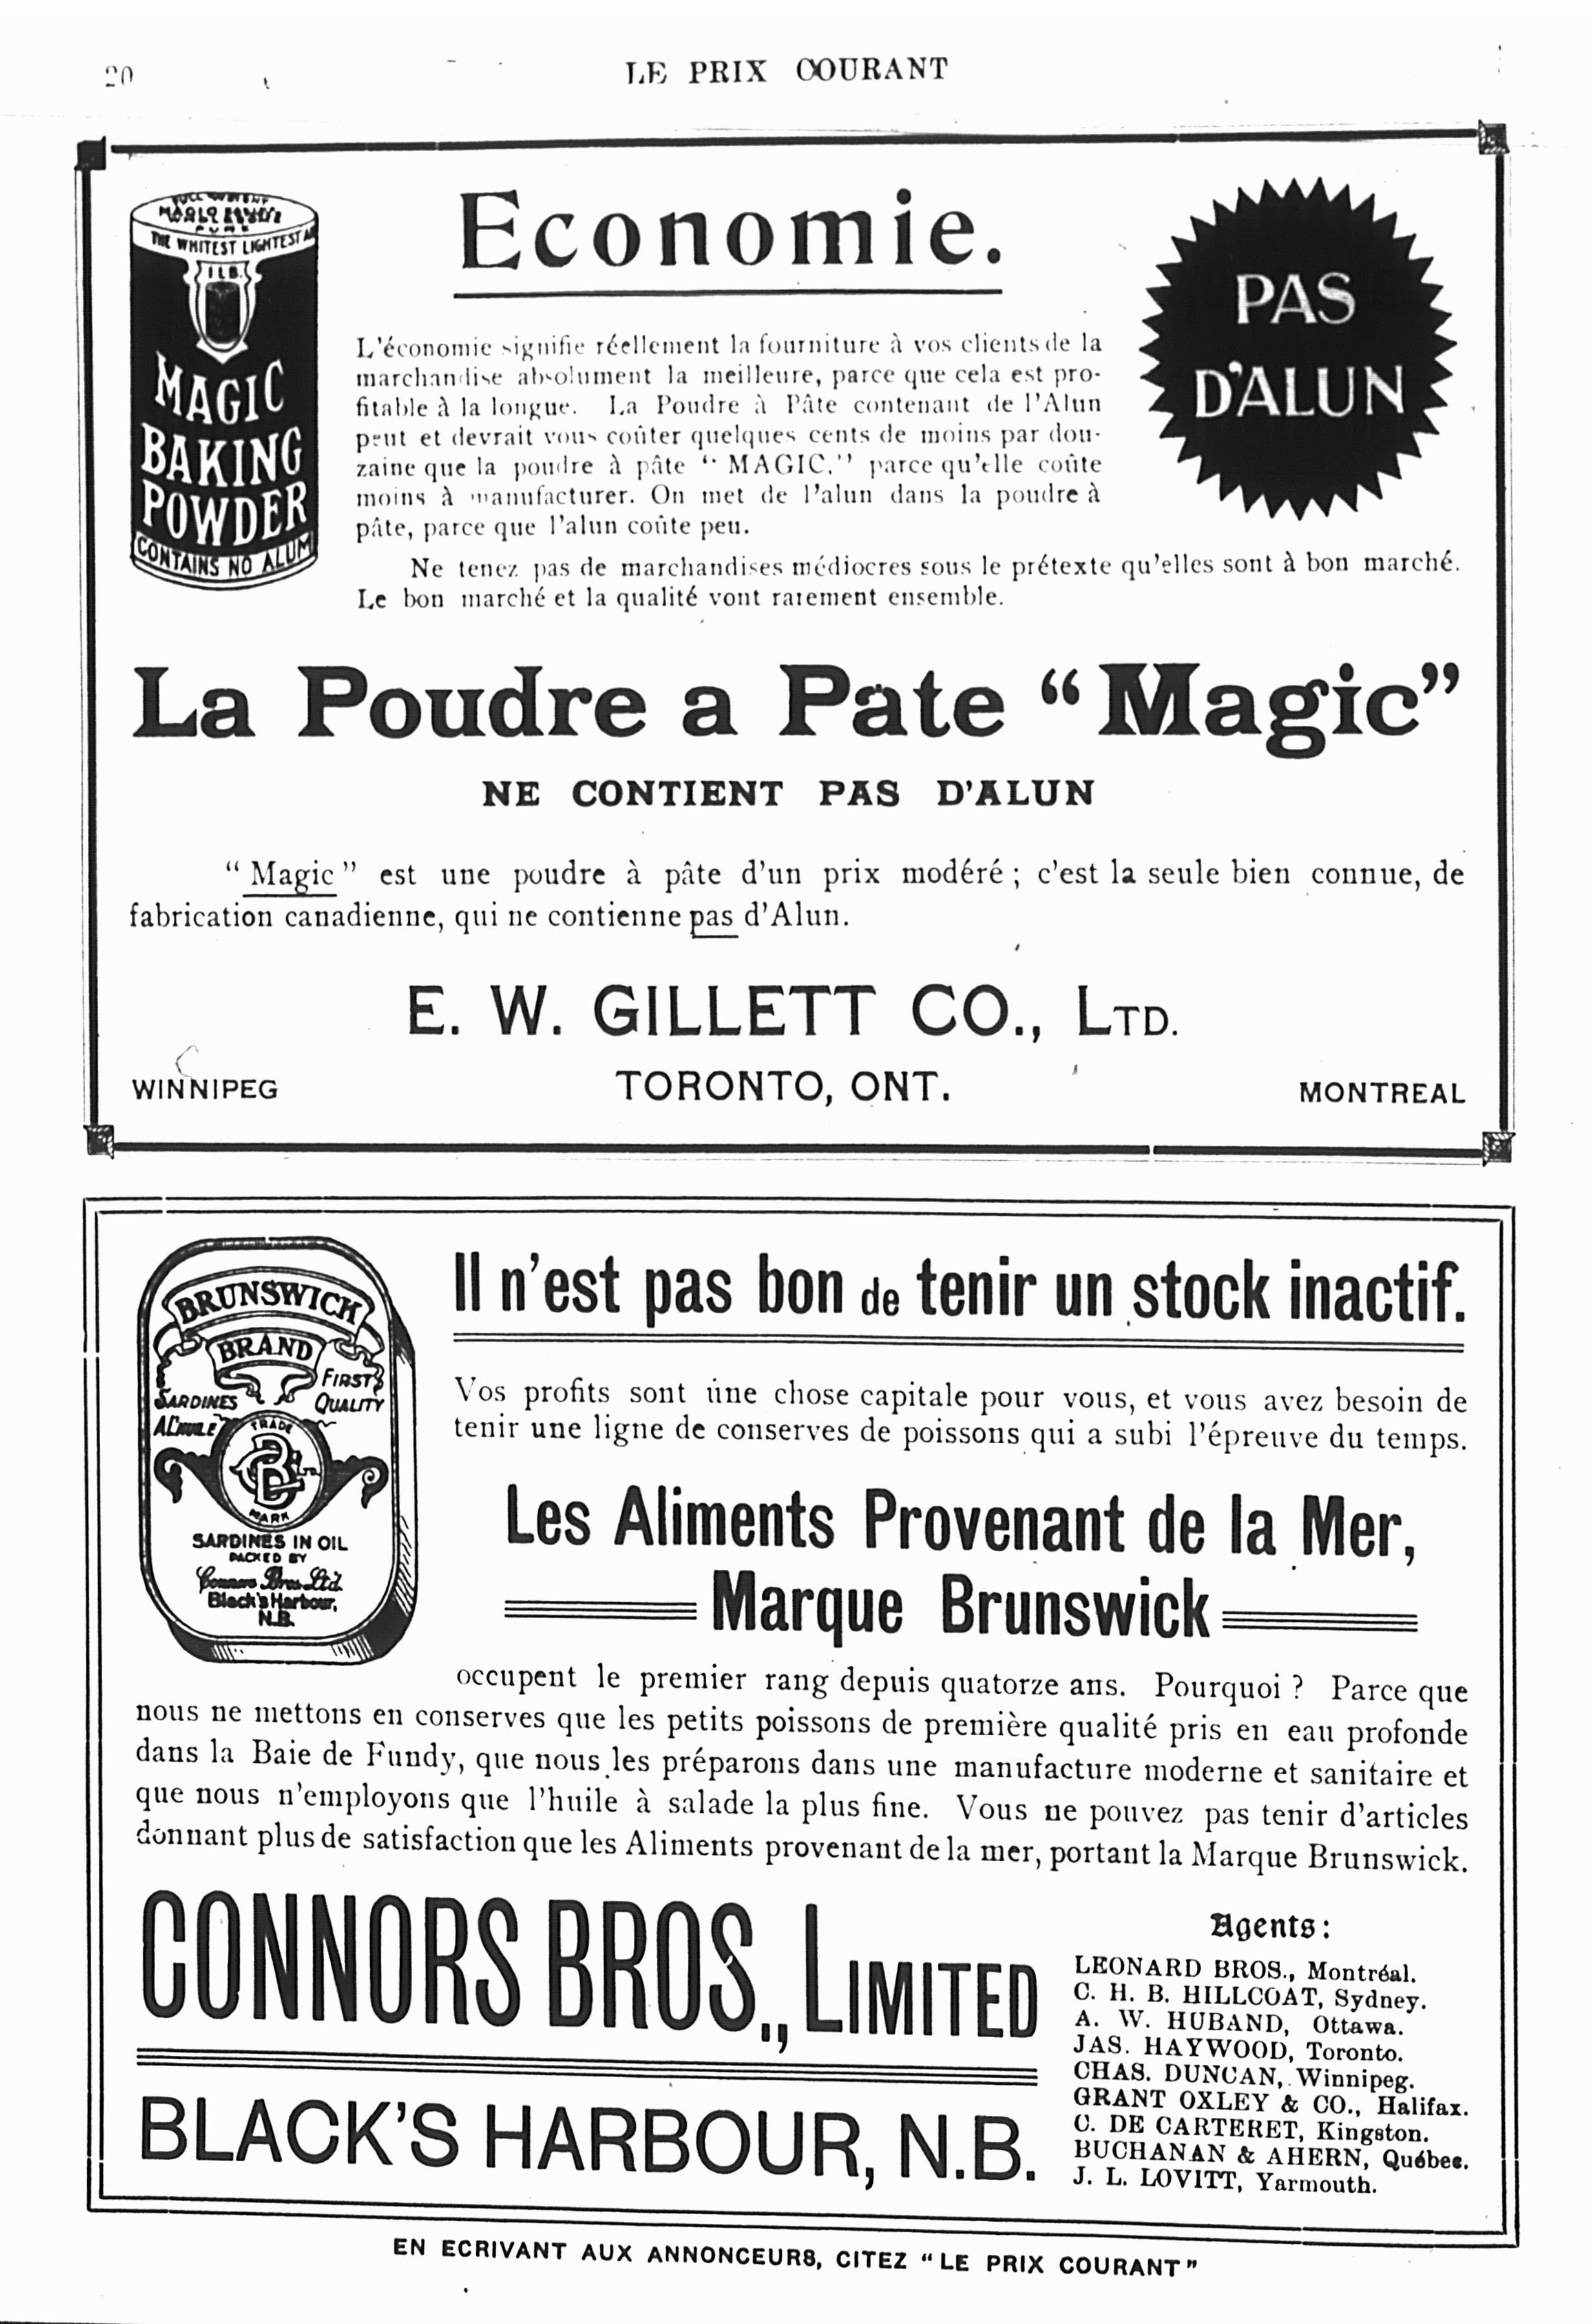 20
LE PRIX COURANT
MAGIC BAKING
PURE
THE WHITEST LIGHTEST
1 LB.
MAGIC
BAKING
POWDER
CONTAINS NO ALUM
Economie.
PAS
D'ALUN
L'économie signifie réellement la fourniture à vos clients de la
marchandise absolument la meilleure, parce que cela est pro-
fitable à la longue. La Poudre à Pâte contenant de l'Alun
peut et devrait vous coûter quelques cents de moins par dou-
zaine que la poudre à pâte "MAGIC," parce qu'elle coûte
moins à manufacturer. On met de l'alun dans la poudre à
pâte, parce que l'alun coûte peu.
Ne tenez pas de marchandises médiocres sous le prétexte qu'elles sont à bon marché.
Le bon marché et la qualité vont rarement ensemble.
La Poudre a Pate "Magic"
NE CONTIENT PAS D'ALUN
"Magic" est une poudre à pâte d'un prix modéré ; c'est la seule bien connue, de
fabrication canadienne, qui ne contienne pas d'Alun.
E. W. GILLETT CO., LTD.
WINNIPEG
TORONTO, ONT.
MONTREAL
BRUNSWICK
BRAND
SARDINES
A L'HUILE
FIRST
QUALITY
TRADE
MARK
SARDINES IN OIL
PACKED BY
Connors Bros Ltd.
Black's Harbour,
N.B.
Il n'est pas bon de tenir un stock inactif.
Vos profits sont une chose capitale pour vous, et vous avez besoin de
tenir une ligne de conserves de poissons qui a subi l'épreuve du temps.
Les Aliments Provenant de la Mer,
Marque Brunswick
occupent le premier rang depuis quatorze ans. Pourquoi ? Parce que
nous ne mettons en conserves que les petits poissons de première qualité pris en eau profonde
dans la Baie de Fundy, que nous les préparons dans une manufacture moderne et sanitaire et
que nous n'employons que l'huile à salade la plus fine. Vous ne pouvez pas tenir d'articles
donnant plus de satisfaction que les Aliments provenant de la mer, portant la Marque Brunswick.
CONNORS BROS., LIMITED
BLACK'S HARBOUR, N.B.
Agents:
LEONARD BROS., Montréal.
C. H. B. HILLCOAT, Sydney.
A. W. HUBAND, Ottawa.
JAS. HAYWOOD, Toronto.
CHAS. DUNCAN, Winnipeg.
GRANT OXLEY & CO., Halifax.
C. DE CARTERET, Kingston.
BUCHANAN & AHERN, Québec.
J. L. LOVITT, Yarmouth.
EN ECRIVANT AUX ANNONCEURS, CITEZ "LE PRIX COURANT"